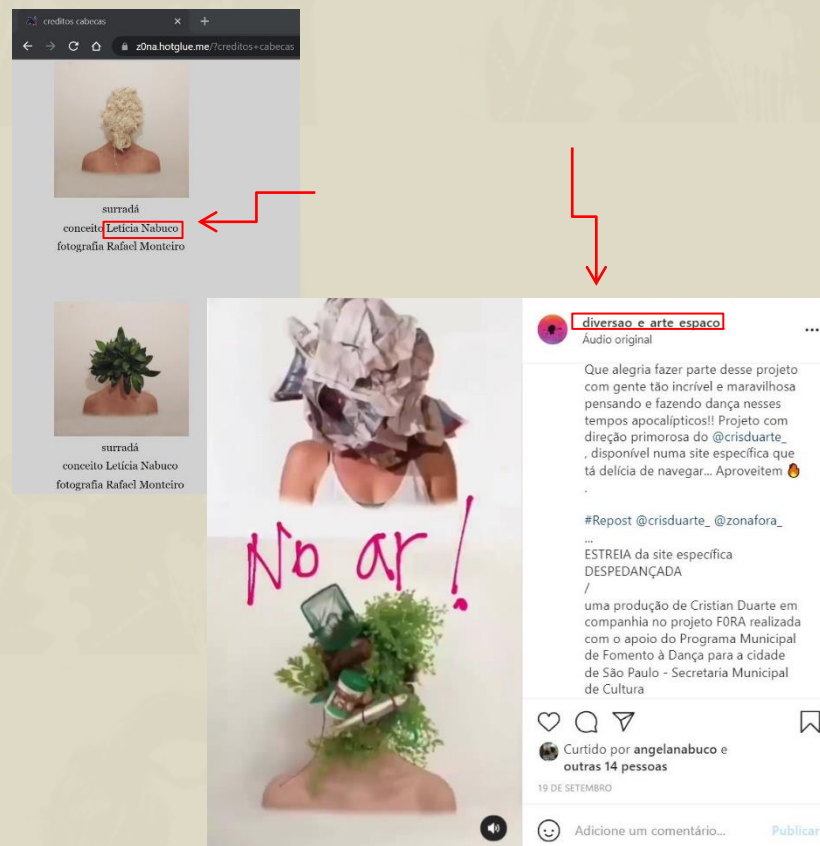 creditos cabecas
z0na.hotglue.me/?creditos+cabecas
surradá
conceito Letícia Nabuco
fotografia Rafael Monteiro
surradá
conceito Letícia Nabuco
fotografia Rafael Monteiro
No ar!
diversao_e_arte_espaco
Áudio original
Que alegria fazer parte desse projeto
com gente tão incrível e maravilhosa
pensando e fazendo dança nesses
tempos apocalípticos!! Projeto com
direção primorosa do @crisduarte_
, disponível numa site específica que
tá delícia de navegar... Aproveitem 🔥
.
#Repost @crisduarte_ @zonafora_
...
ESTREIA da site específica
DESPEDANÇADA
/
uma produção de Cristian Duarte em
companhia no projeto F0RA realizada
com o apoio do Programa Municipal
de Fomento à Dança para a cidade
de São Paulo - Secretaria Municipal
de Cultura
Curtido por angelanabuco e
outras 14 pessoas
19 DE SETEMBRO
Adicione um comentário...
Publicar